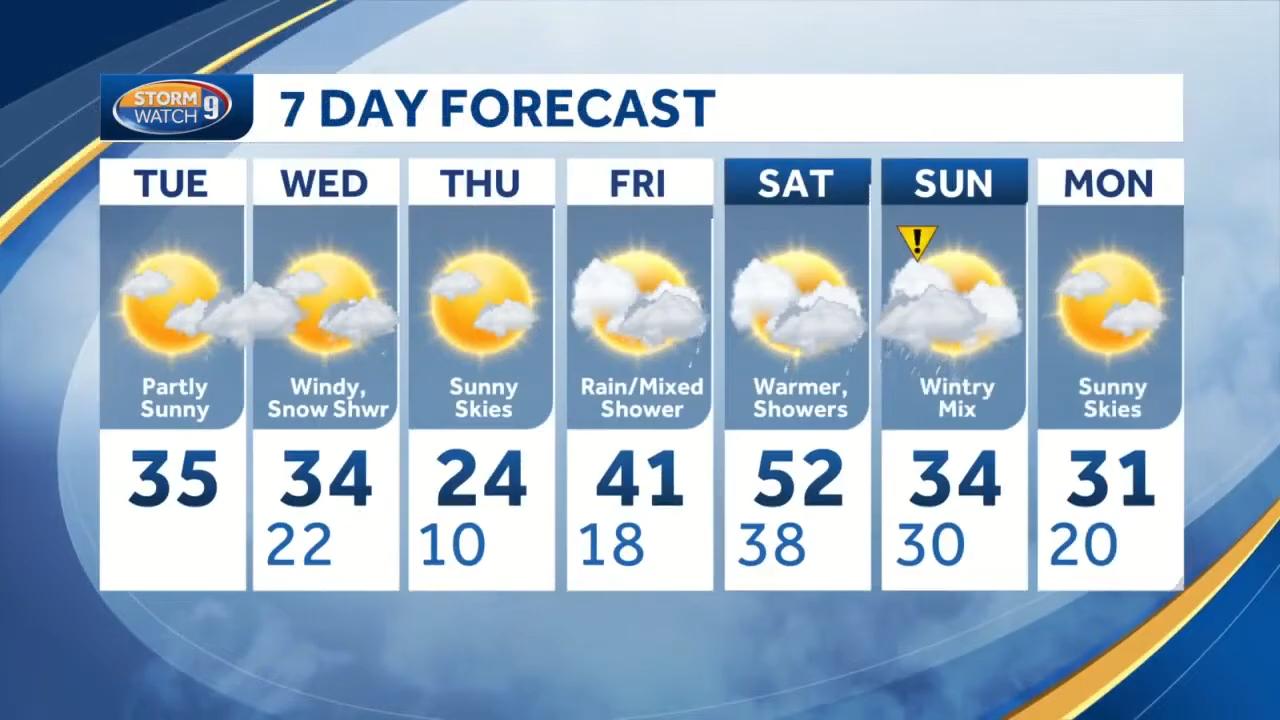 STORM
WATCH 9
7 DAY FORECAST
TUE
WED
THU
FRI
SAT
SUN
MON
!
Partly
Sunny
Windy,
Snow Shwr
Sunny
Skies
Rain/Mixed
Shower
Warmer,
Showers
Wintry
Mix
Sunny
Skies
35
34
24
41
52
34
31
22
10
18
38
30
20